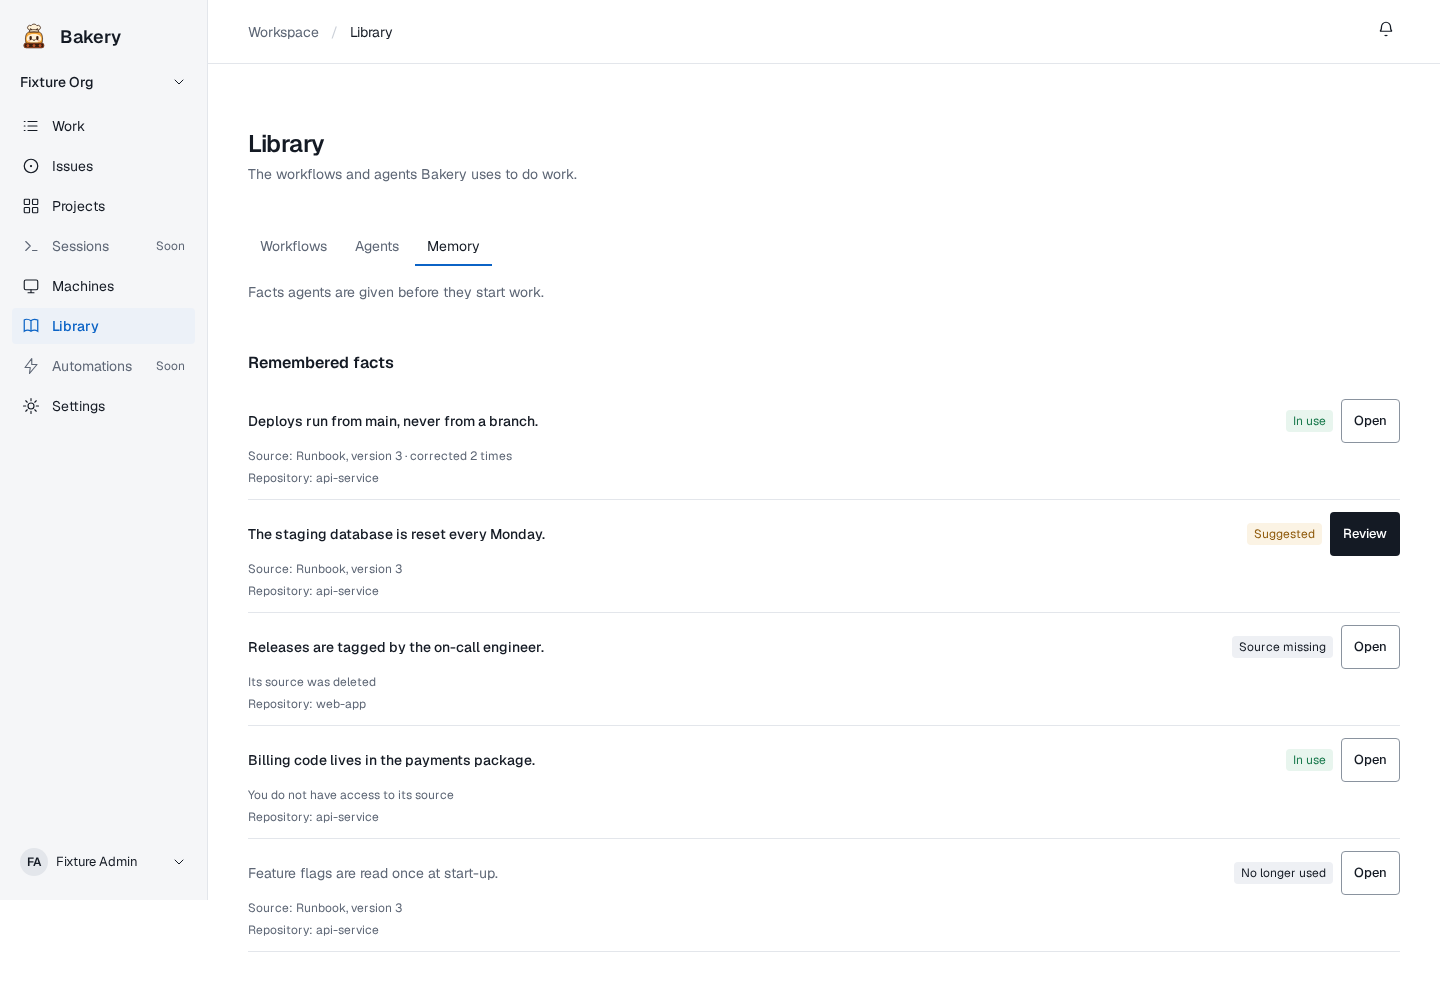 Bakery
Fixture Org
Work
Issues
Projects
Sessions Soon
Machines
Library
Automations Soon
Settings
FA Fixture Admin
Workspace / Library
Library
The workflows and agents Bakery uses to do work.
Workflows Agents Memory
Facts agents are given before they start work.
Remembered facts
Deploys run from main, never from a branch. In use Open
Source: Runbook, version 3 · corrected 2 times
Repository: api-service
The staging database is reset every Monday. Suggested Review
Source: Runbook, version 3
Repository: api-service
Releases are tagged by the on-call engineer. Source missing Open
Its source was deleted
Repository: web-app
Billing code lives in the payments package. In use Open
You do not have access to its source
Repository: api-service
Feature flags are read once at start-up. No longer used Open
Source: Runbook, version 3
Repository: api-service